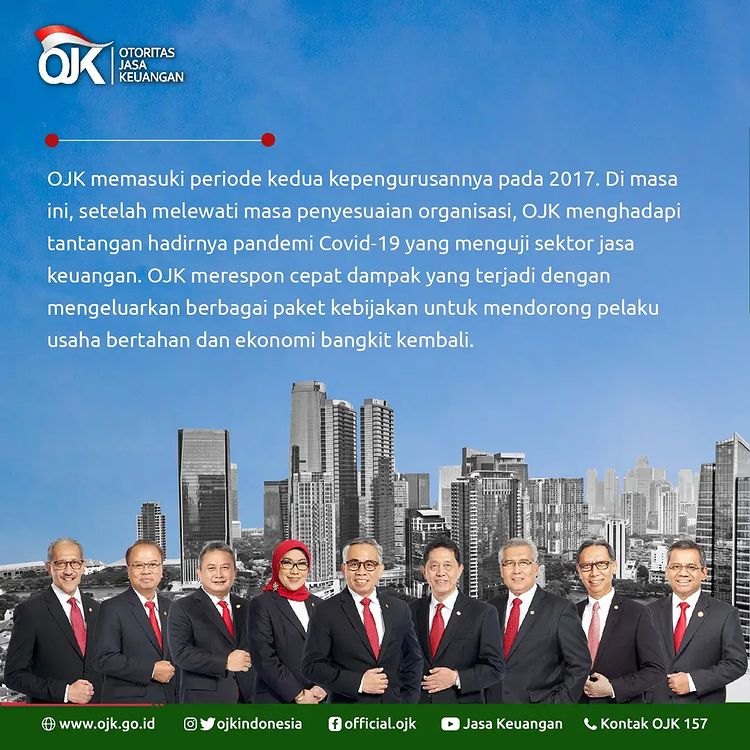 OJK
OTORITAS
JASA
KEUANGAN
OJK memasuki periode kedua kepengurusannya pada 2017. Di masa
ini, setelah melewati masa penyesuaian organisasi, OJK menghadapi
tantangan hadirnya pandemi Covid-19 yang menguji sektor jasa
keuangan. OJK merespon cepat dampak yang terjadi dengan
mengeluarkan berbagai paket kebijakan untuk mendorong pelaku
usaha bertahan dan ekonomi bangkit kembali.
www.ojk.go.id ojkindonesia official.ojk Jasa Keuangan Kontak OJK 157